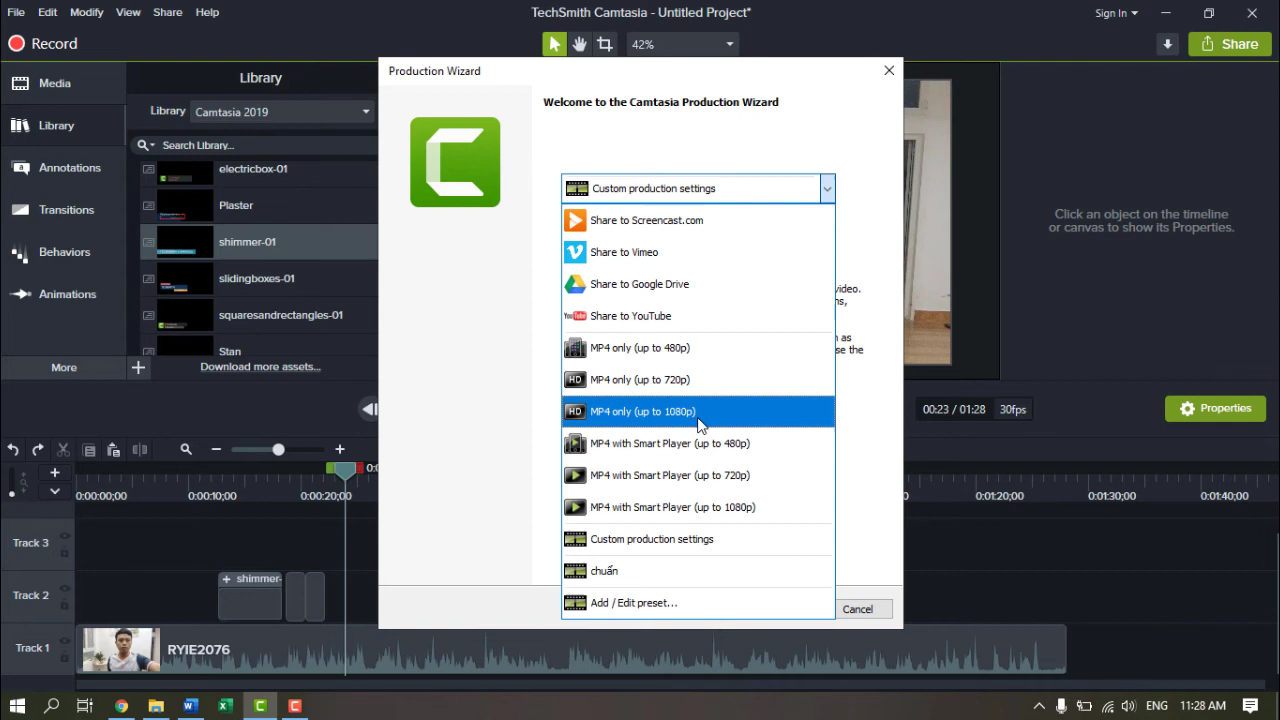 File Edit Modify View Share Help
TechSmith Camtasia - Untitled Project*
Sign In
Record
42%
Share
Media
Library
Annotations
Transitions
Behaviors
Animations
More
Library
Library Camtasia 2019
Search Library...
electricbox-01
Plaster
shimmer-01
slidingboxes-01
squaresandrectangles-01
Stan
Download more assets...
Production Wizard
Welcome to the Camtasia Production Wizard
Custom production settings
Share to Screencast.com
Share to Vimeo
Share to Google Drive
Share to YouTube
MP4 only (up to 480p)
MP4 only (up to 720p)
MP4 only (up to 1080p)
MP4 with Smart Player (up to 480p)
MP4 with Smart Player (up to 720p)
MP4 with Smart Player (up to 1080p)
Custom production settings
chuẩn
Add / Edit preset...
video.
as
se the
Cancel
Click an object on the timeline
or canvas to show its Properties.
00:23 / 01:28 30fps
Properties
0:00:00;00 0:00:10;00 0:00:20;00 0:01:20;00 0:01:30;00 0:01:40;00
Track 3
Track 2
shimmer-
Track 1
RYIE2076
ENG 11:28 AM